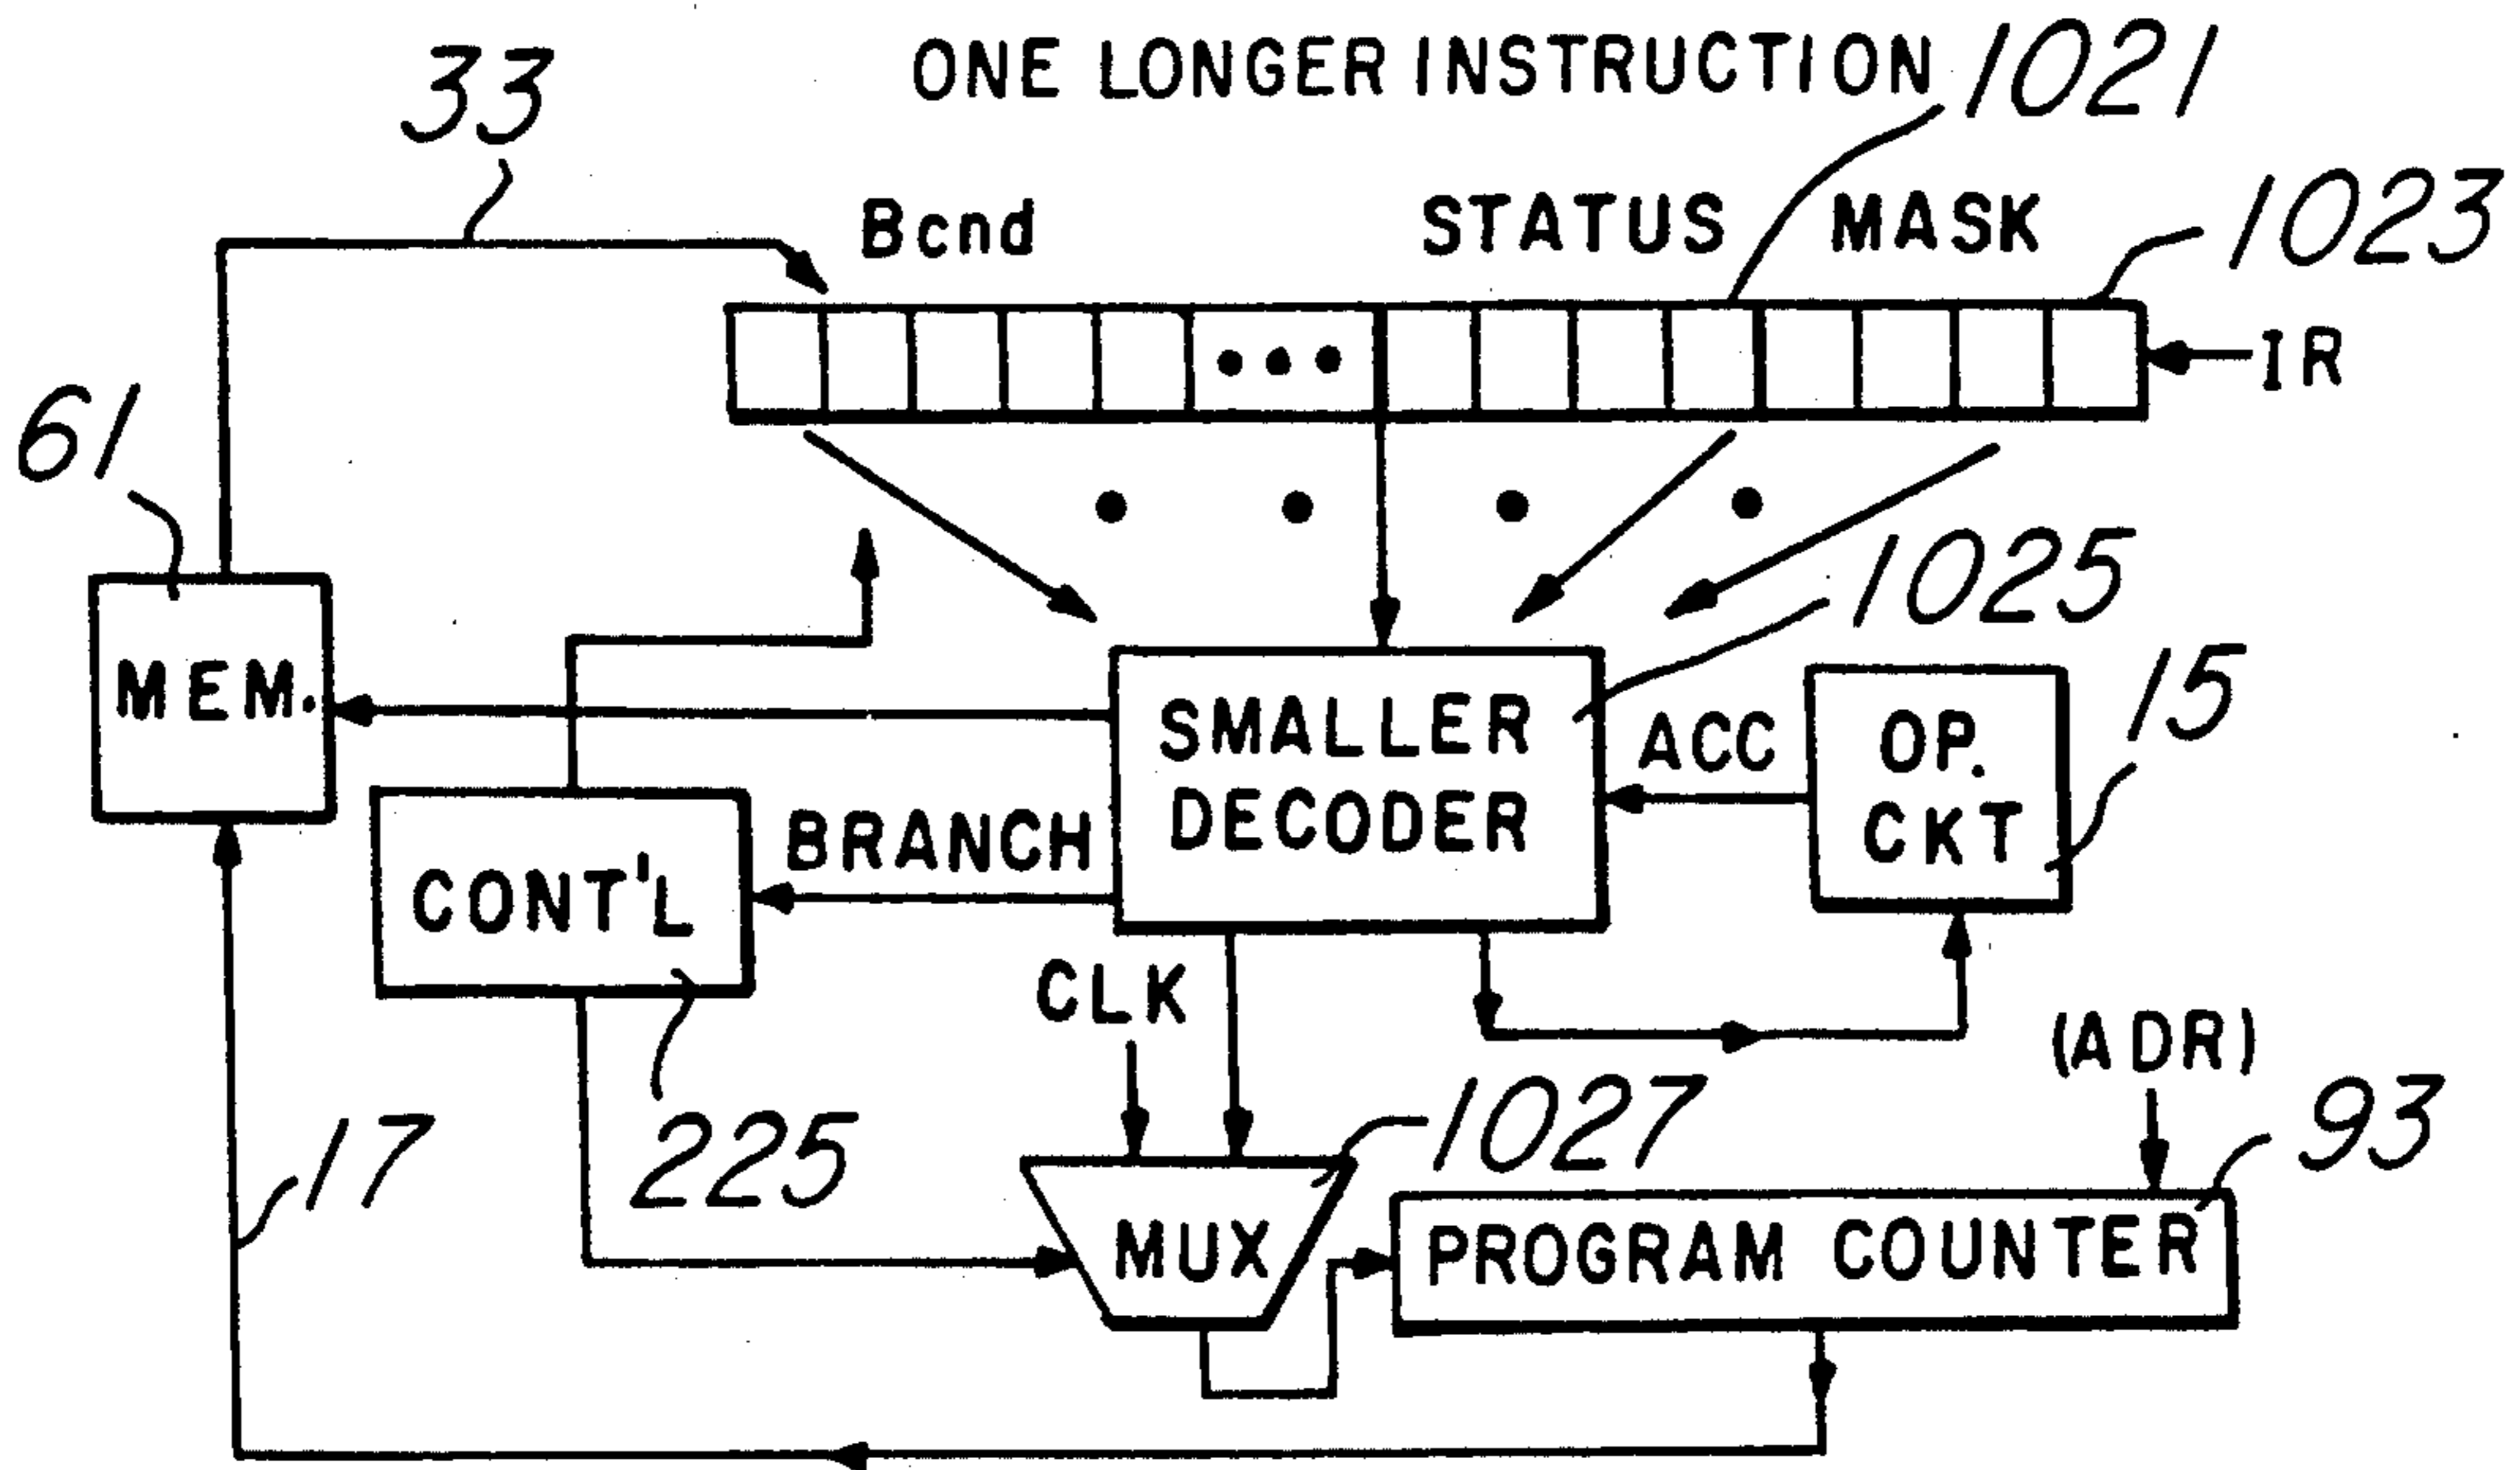 ONE LONGER INSTRUCTION
1021
33
Bcnd
STATUS MASK
1023
IR
61
1025
MEM.
SMALLER
DECODER
ACC
OP.
CKT
15
BRANCH
CONT'L
CLK
(ADR)
17
225
1027
93
MUX
PROGRAM COUNTER